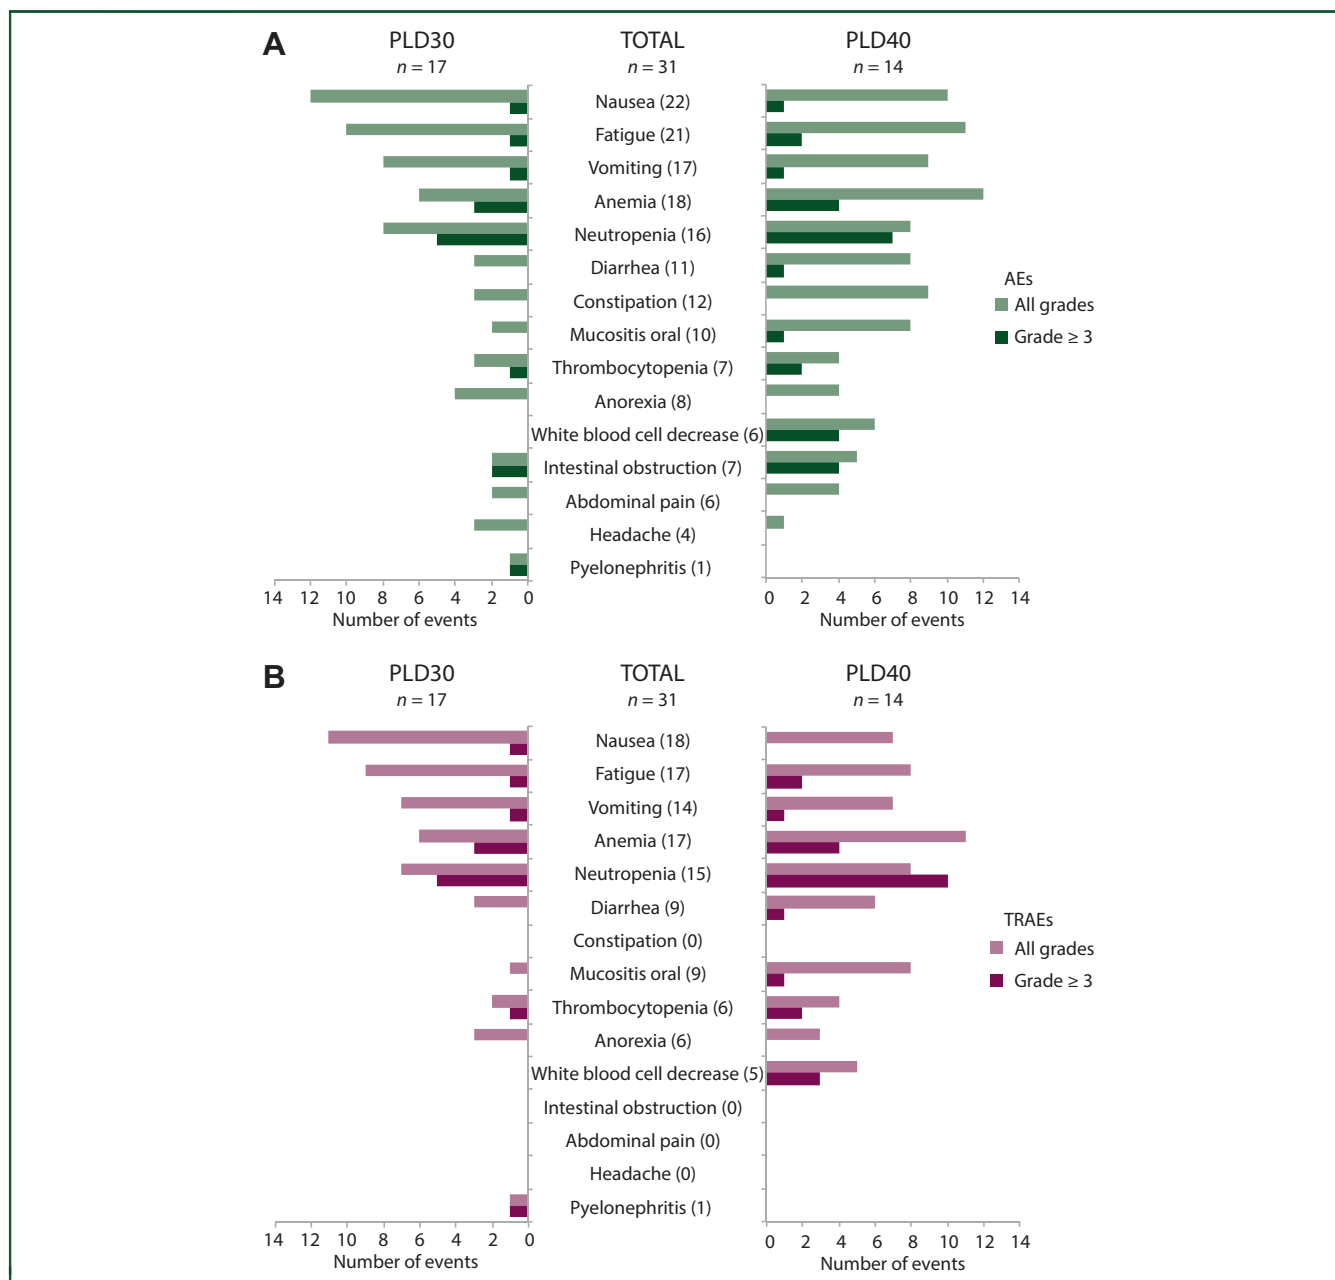 A
PLD30 TOTAL PLD40
n = 17 n = 31 n = 14
Nausea (22)
Fatigue (21)
Vomiting (17)
Anemia (18)
Neutropenia (16)
Diarrhea (11)
Constipation (12)
Mucositis oral (10)
Thrombocytopenia (7)
Anorexia (8)
White blood cell decrease (6)
Intestinal obstruction (7)
Abdominal pain (6)
Headache (4)
Pyelonephritis (1)
AEs
All grades
Grade ≥ 3
14 12 10 8 6 4 2 0 0 2 4 6 8 10 12 14
Number of events Number of events
B
PLD30 TOTAL PLD40
n = 17 n = 31 n = 14
Nausea (18)
Fatigue (17)
Vomiting (14)
Anemia (17)
Neutropenia (15)
Diarrhea (9)
Constipation (0)
Mucositis oral (9)
Thrombocytopenia (6)
Anorexia (6)
White blood cell decrease (5)
Intestinal obstruction (0)
Abdominal pain (0)
Headache (0)
Pyelonephritis (1)
TRAEs
All grades
Grade ≥ 3
14 12 10 8 6 4 2 0 0 2 4 6 8 10 12 14
Number of events Number of events